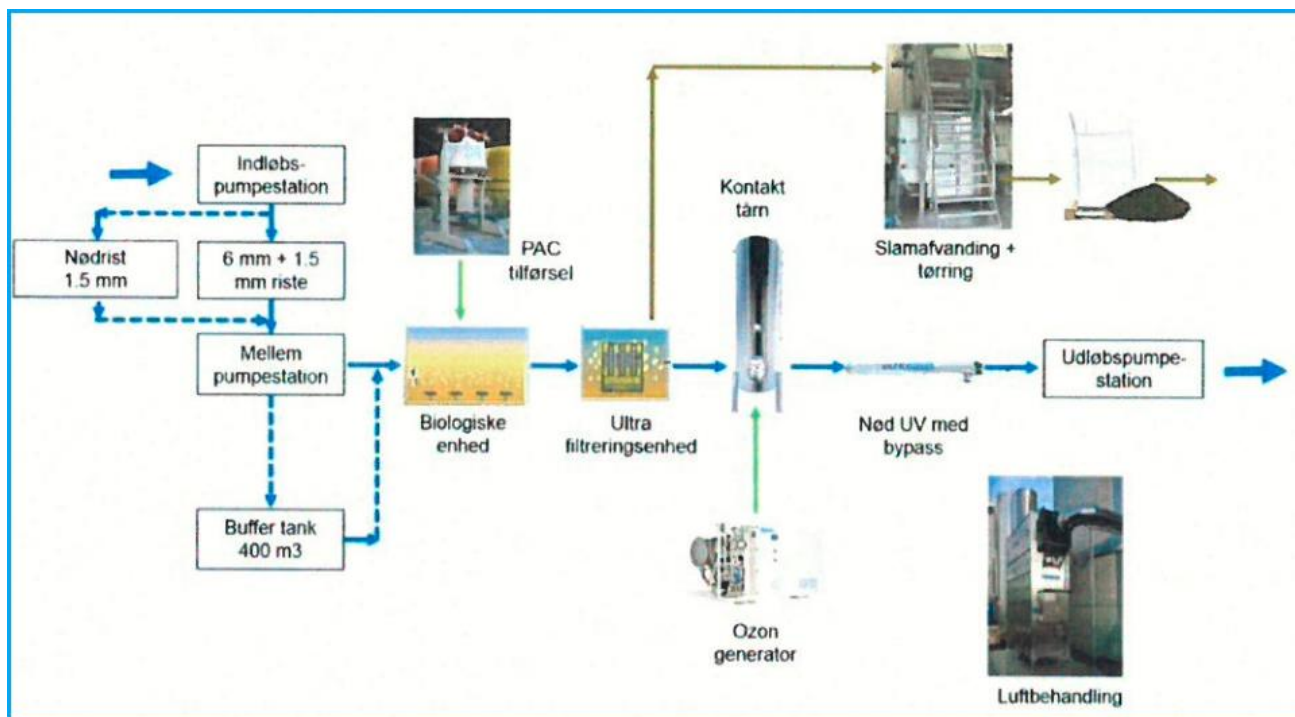 Indløbs-
pumpestation
Nødrist
1.5 mm
6 mm + 1.5
mm riste
Mellem
pumpestation
Buffer tank
400 m3
PAC
tilførsel
Biologiske
enhed
Ultra
filtreringsenhed
Kontakt
tårn
Ozon
generator
Slamafvanding +
tørring
Nød UV med
bypass
Udløbspumpe-
station
Luftbehandling